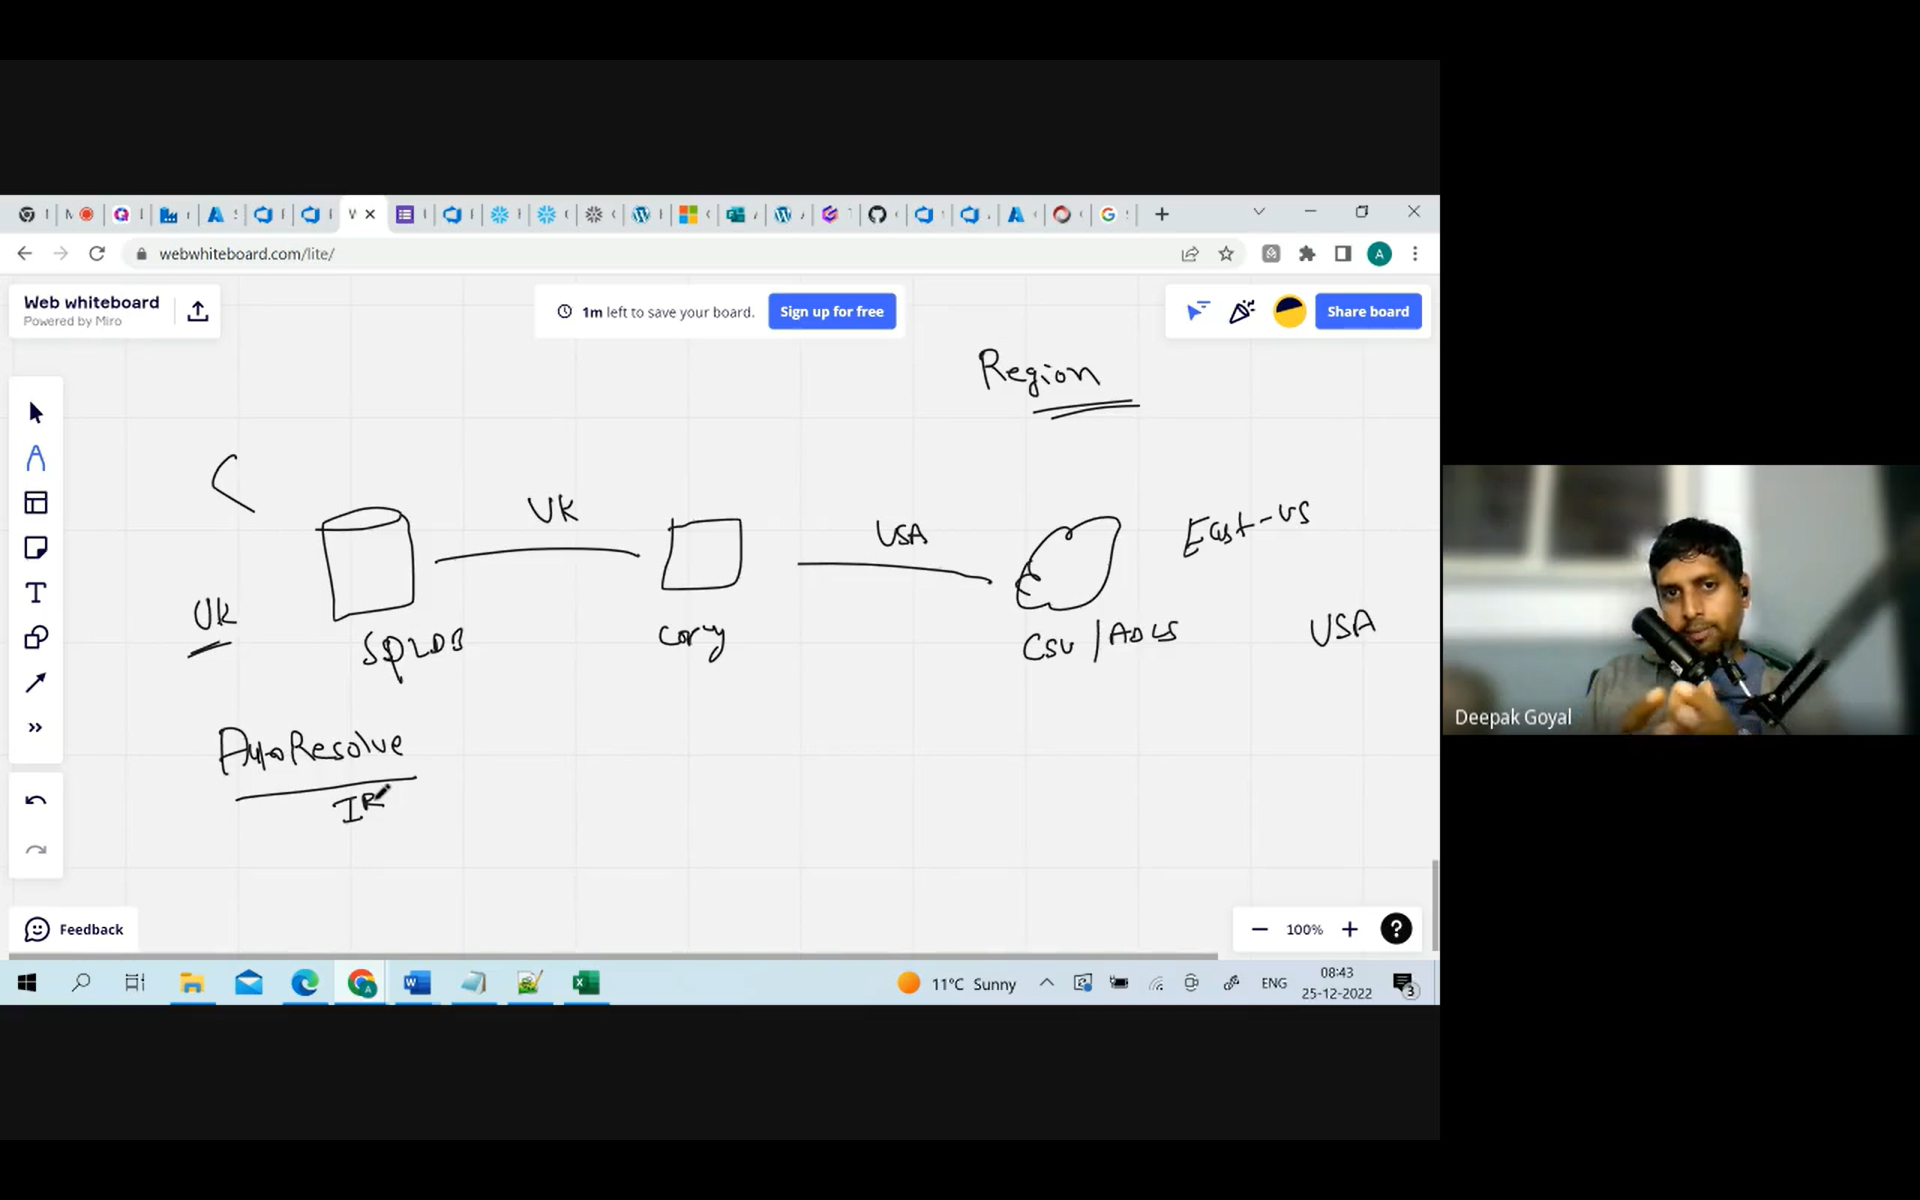 webwhiteboard.com/lite/
A
Web whiteboard
Powered by Miro
1m left to save your board.
Sign up for free
Share board
Region
UK
USA
East-US
UK
SQLDB
Copy
CSV / ADLS
USA
AutoResolve
IR
Deepak Goyal
Feedback
100%
?
11°C Sunny
ENG
08:43
25-12-2022
3